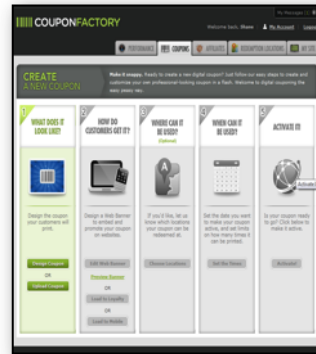 My Messages
COUPONFACTORY
Welcome back, Shane
My Account
PERFORMANCE
COUPONS
AFFILIATES
REDEMPTION LOCATIONS
MY SITE
CREATE
A NEW COUPON
Make it snappy. Ready to create a new digital coupon? Just follow our easy steps to create and
customize your own professional-looking coupon in a flash. Welcome to digital couponing the
easy peasy way.
1
WHAT DOES IT
LOOK LIKE?
Design the coupon
your customers will
print.
Design Coupon
OR
Upload Coupon
2
HOW DO
CUSTOMERS GET IT?
Design a Web Banner
to embed and
promote your coupon
on websites.
Edit Web Banner
Preview Banner
OR
Load to Loyalty
OR
Load to Mobile
3
WHERE CAN IT
BE USED?
(Optional)
If you'd like, let us
know which locations
your coupon can be
redeemed at.
Choose Locations
4
WHEN CAN IT
BE USED?
Set the dates you want
to make your coupon
active, and set limits
on how many times it
can be printed.
Set the Terms
5
ACTIVATE IT!
Is your coupon ready
to go? Click below to
make it active.
Activated